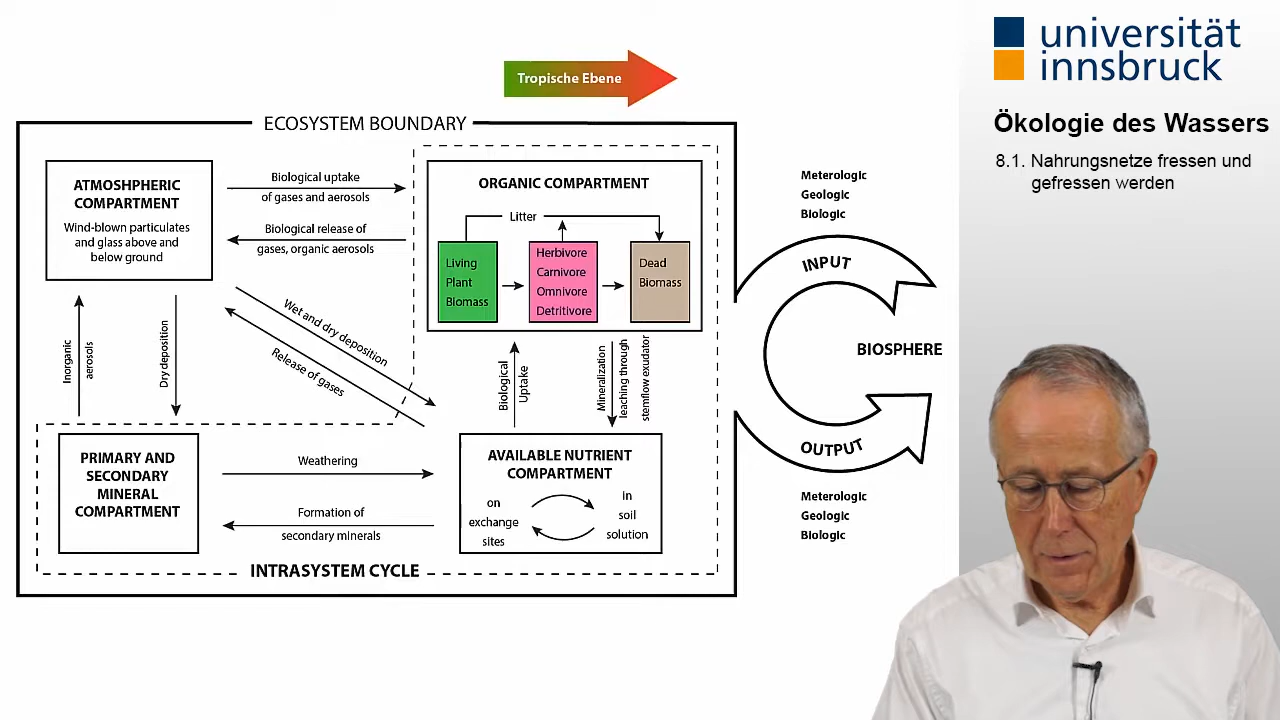 universität
innsbruck
Ökologie des Wassers
8.1. Nahrungsnetze fressen und
gefressen werden
Tropische Ebene
ECOSYSTEM BOUNDARY
ATMOSHPHERIC
COMPARTMENT
Wind-blown particulates
and glass above and
below ground
Biological uptake
of gases and aerosols
Biological release of
gases, organic aerosols
ORGANIC COMPARTMENT
Litter
Living
Plant
Biomass
Herbivore
Carnivore
Omnivore
Detritivore
Dead
Biomass
Wet and dry deposition
Release of gases
Inorganic
aerosols
Dry deposition
Biological
Uptake
Mineralization
leaching through
stemflow exudator
PRIMARY AND
SECONDARY
MINERAL
COMPARTMENT
Weathering
Formation of
secondary minerals
AVAILABLE NUTRIENT
COMPARTMENT
on
exchange
sites
in
soil
solution
INTRASYSTEM CYCLE
Meterologic
Geologic
Biologic
INPUT
BIOSPHERE
OUTPUT
Meterologic
Geologic
Biologic